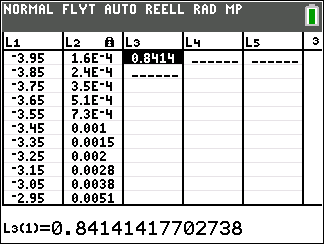 NORMAL FLYT AUTO REELL RAD MP
L1 L2 L3 L4 L5 3
-3.95 1.6E-4 0.8414 ------ ------
-3.85 2.4E-4 ------
-3.75 3.5E-4
-3.65 5.1E-4
-3.55 7.3E-4
-3.45 0.001
-3.35 0.0015
-3.25 0.002
-3.15 0.0028
-3.05 0.0038
-2.95 0.0051
L3(1)=0.84141417702738